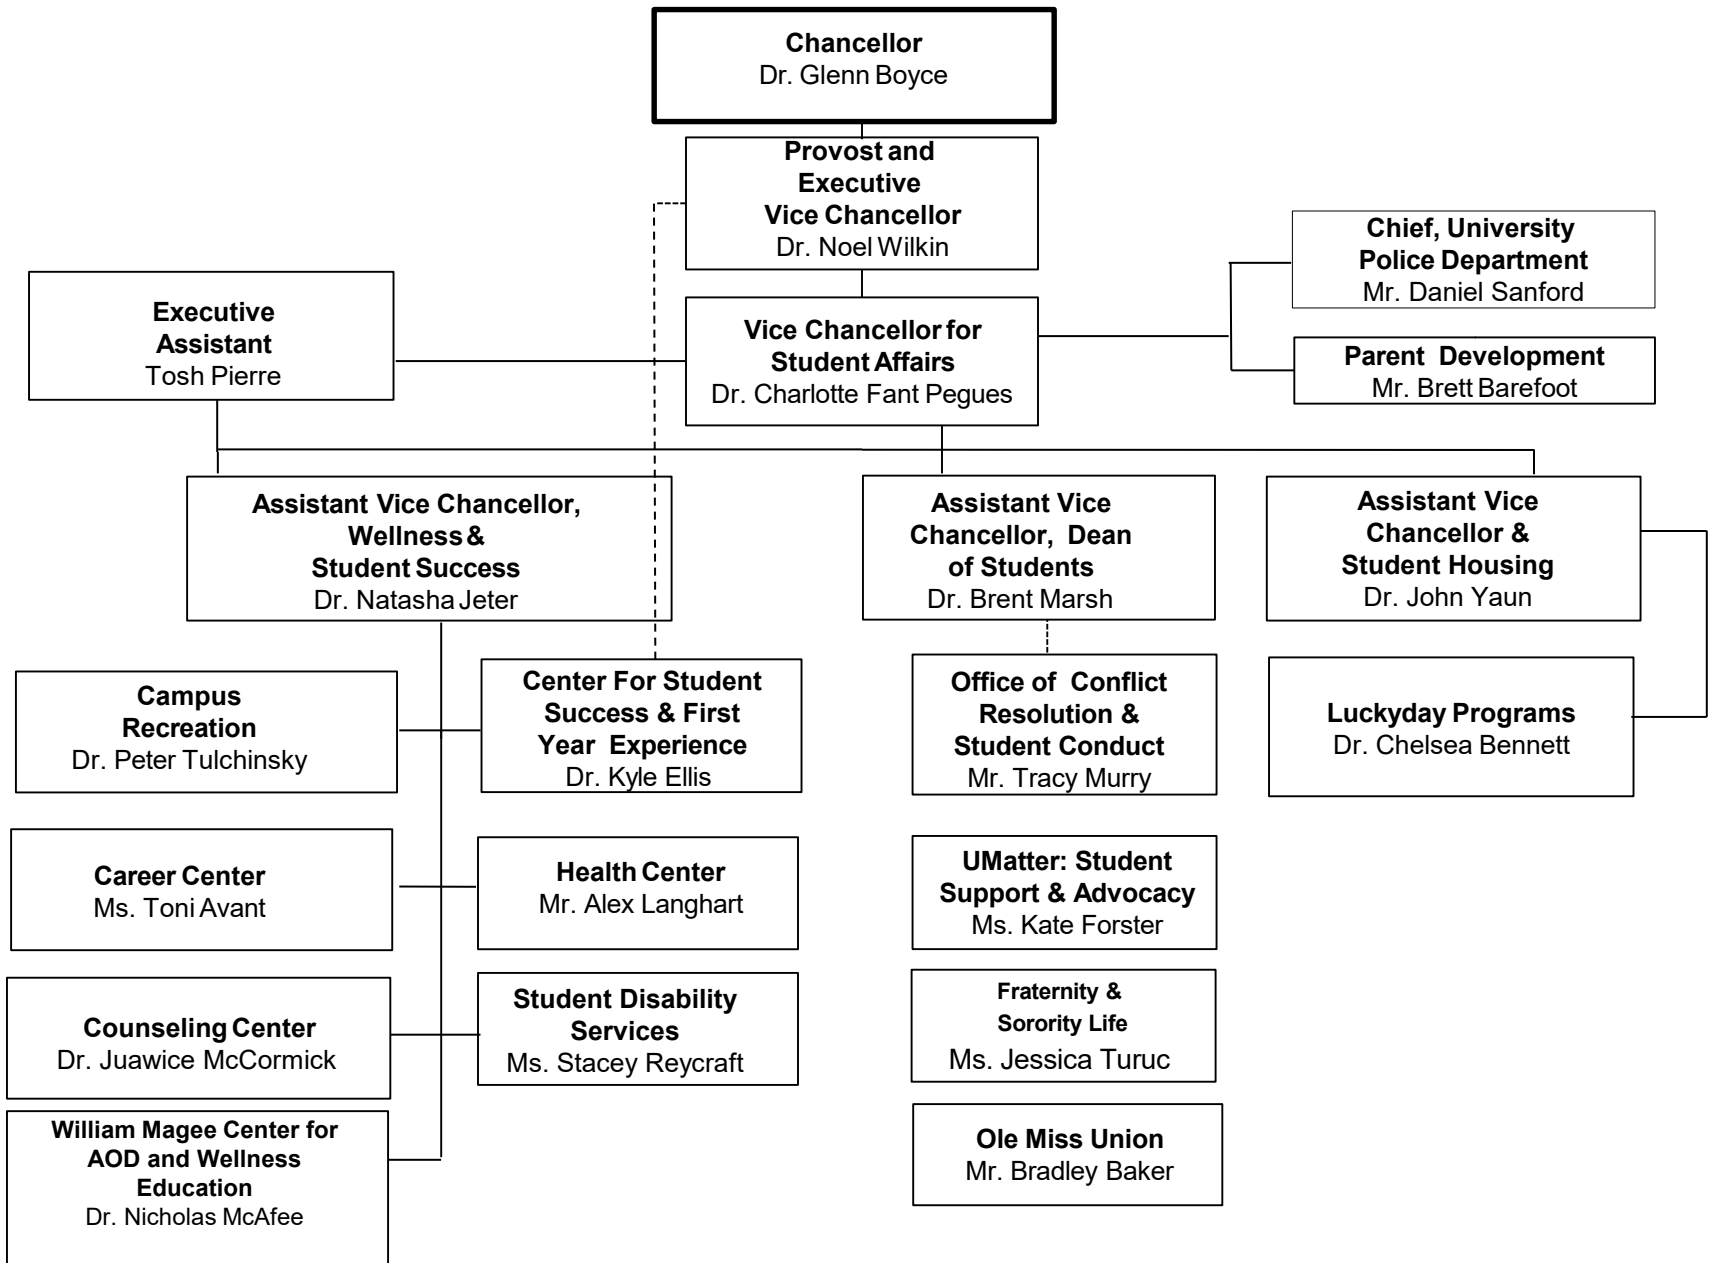 Chancellor
Dr. Glenn Boyce
Provost and
Executive
Vice Chancellor
Dr. Noel Wilkin
Chief, University
Police Department
Mr. Daniel Sanford
Executive
Assistant
Tosh Pierre
Vice Chancellor for
Student Affairs
Dr. Charlotte Fant Pegues
Parent Development
Mr. Brett Barefoot
Assistant Vice Chancellor,
Wellness &
Student Success
Dr. Natasha Jeter
Assistant Vice
Chancellor, Dean
of Students
Dr. Brent Marsh
Assistant Vice
Chancellor &
Student Housing
Dr. John Yaun
Campus
Recreation
Dr. Peter Tulchinsky
Center For Student
Success & First
Year Experience
Dr. Kyle Ellis
Office of Conflict
Resolution &
Student Conduct
Mr. Tracy Murry
Luckyday Programs
Dr. Chelsea Bennett
Career Center
Ms. Toni Avant
Health Center
Mr. Alex Langhart
UMatter: Student
Support & Advocacy
Ms. Kate Forster
Counseling Center
Dr. Juawice McCormick
Student Disability
Services
Ms. Stacey Reycraft
Fraternity &
Sorority Life
Ms. Jessica Turuc
William Magee Center for
AOD and Wellness
Education
Dr. Nicholas McAfee
Ole Miss Union
Mr. Bradley Baker